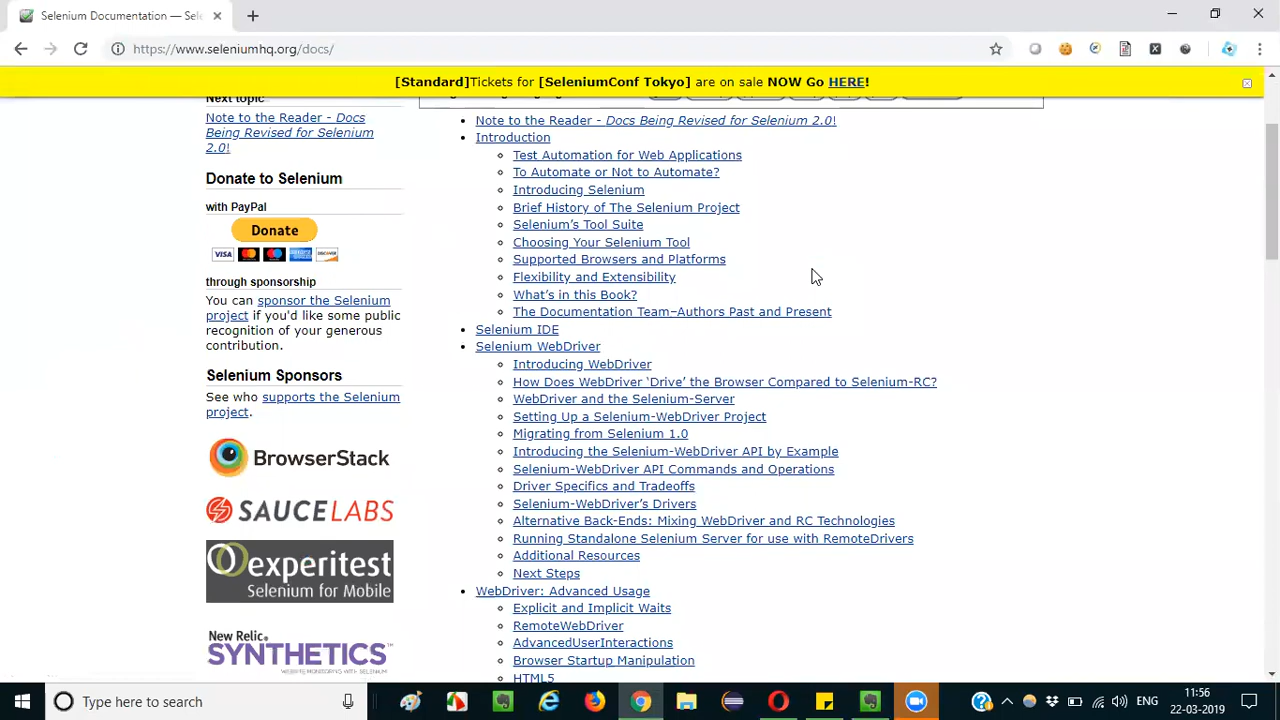 Selenium Documentation — Sele
https://www.seleniumhq.org/docs/
[Standard]Tickets for [SeleniumConf Tokyo] are on sale NOW Go HERE!
Next topic
Note to the Reader - Docs
Being Revised for Selenium
2.0!
Donate to Selenium
with PayPal
Donate
VISA
through sponsorship
You can sponsor the Selenium
project if you'd like some public
recognition of your generous
contribution.
Selenium Sponsors
See who supports the Selenium
project.
BrowserStack
SAUCELABS
experitest
Selenium for Mobile
New Relic
SYNTHETICS
WEBSITE MONITORING WITH SELENIUM
Note to the Reader - Docs Being Revised for Selenium 2.0!
Introduction
Test Automation for Web Applications
To Automate or Not to Automate?
Introducing Selenium
Brief History of The Selenium Project
Selenium's Tool Suite
Choosing Your Selenium Tool
Supported Browsers and Platforms
Flexibility and Extensibility
What's in this Book?
The Documentation Team—Authors Past and Present
Selenium IDE
Selenium WebDriver
Introducing WebDriver
How Does WebDriver 'Drive' the Browser Compared to Selenium-RC?
WebDriver and the Selenium-Server
Setting Up a Selenium-WebDriver Project
Migrating from Selenium 1.0
Introducing the Selenium-WebDriver API by Example
Selenium-WebDriver API Commands and Operations
Driver Specifics and Tradeoffs
Selenium-WebDriver's Drivers
Alternative Back-Ends: Mixing WebDriver and RC Technologies
Running Standalone Selenium Server for use with RemoteDrivers
Additional Resources
Next Steps
WebDriver: Advanced Usage
Explicit and Implicit Waits
RemoteWebDriver
AdvancedUserInteractions
Browser Startup Manipulation
HTML5
Type here to search
ENG
11:56
22-03-2019